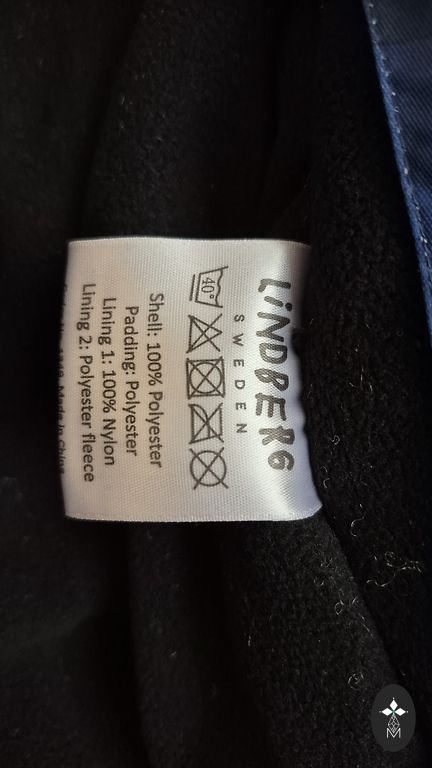 LiNDBERG
SWEDEN
40°
Shell: 100% Polyester
Padding: Polyester
Lining 1: 100% Nylon
Lining 2: Polyester fleece
Made in China
M